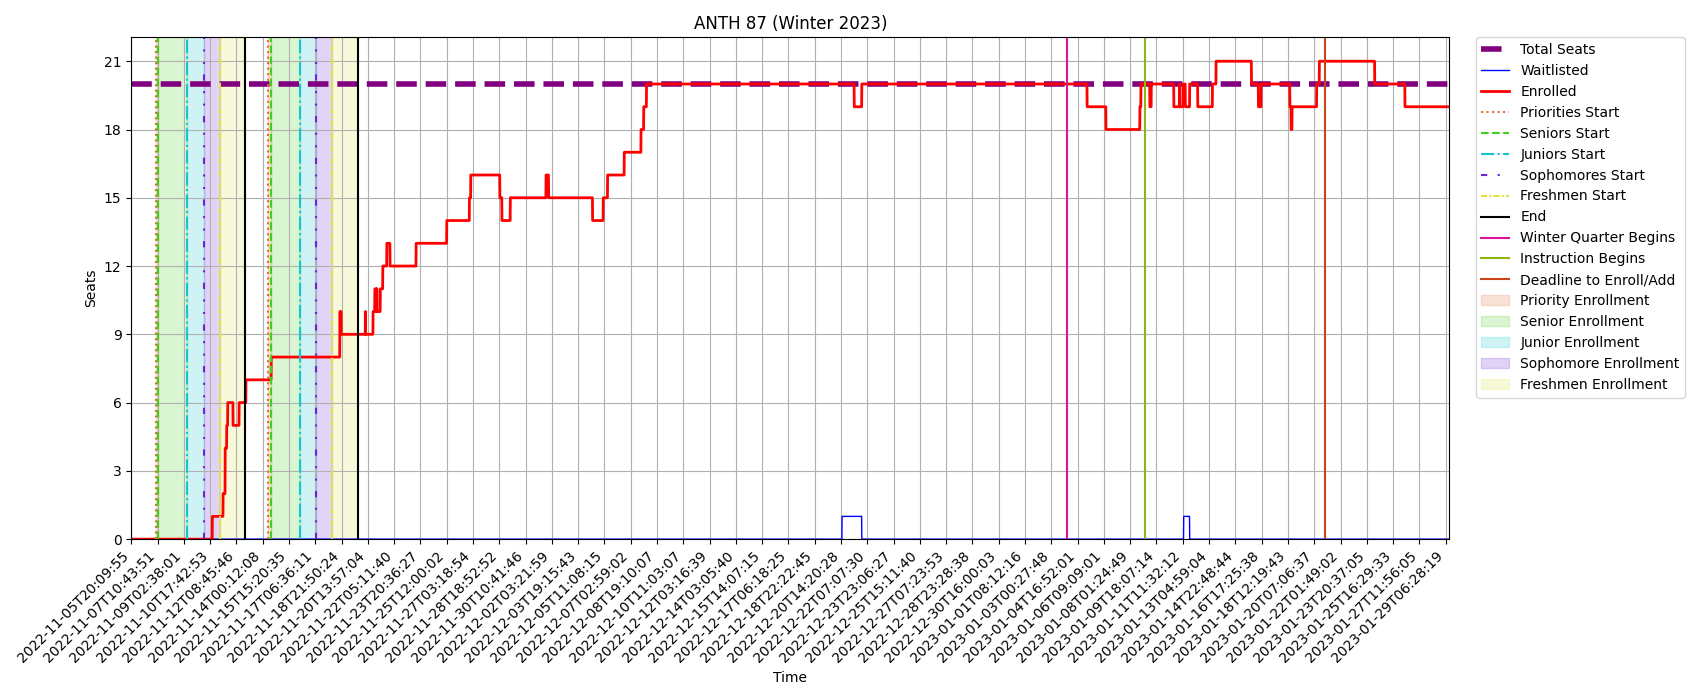 ANTH 87 (Winter 2023)
Seats
21
18
15
12
9
6
3
0
2022-11-05T20:09:55
2022-11-07T10:43:51
2022-11-09T02:38:01
2022-11-10T17:42:53
2022-11-12T08:45:46
2022-11-14T00:12:08
2022-11-15T15:20:35
2022-11-17T06:36:11
2022-11-18T21:50:24
2022-11-20T13:57:04
2022-11-22T05:11:40
2022-11-23T20:36:27
2022-11-25T12:00:02
2022-11-27T03:18:54
2022-11-28T18:52:52
2022-11-30T10:41:46
2022-12-02T03:21:59
2022-12-03T19:15:43
2022-12-05T11:08:15
2022-12-07T02:59:02
2022-12-08T19:10:07
2022-12-10T11:03:07
2022-12-12T03:16:39
2022-12-14T03:05:40
2022-12-15T14:07:15
2022-12-17T06:18:25
2022-12-18T22:22:45
2022-12-20T14:20:28
2022-12-22T07:07:30
2022-12-23T23:06:27
2022-12-25T15:11:40
2022-12-27T07:23:53
2022-12-28T23:28:38
2022-12-30T16:00:03
2023-01-01T08:12:16
2023-01-03T00:27:48
2023-01-04T16:52:01
2023-01-06T09:09:01
2023-01-08T01:24:49
2023-01-09T18:07:14
2023-01-11T11:32:12
2023-01-13T04:59:04
2023-01-14T22:48:44
2023-01-16T17:25:38
2023-01-18T12:19:43
2023-01-20T07:06:37
2023-01-22T01:49:02
2023-01-23T20:37:05
2023-01-25T16:29:33
2023-01-27T11:56:05
2023-01-29T06:28:19
Time
Total Seats
Waitlisted
Enrolled
Priorities Start
Seniors Start
Juniors Start
Sophomores Start
Freshmen Start
End
Winter Quarter Begins
Instruction Begins
Deadline to Enroll/Add
Priority Enrollment
Senior Enrollment
Junior Enrollment
Sophomore Enrollment
Freshmen Enrollment